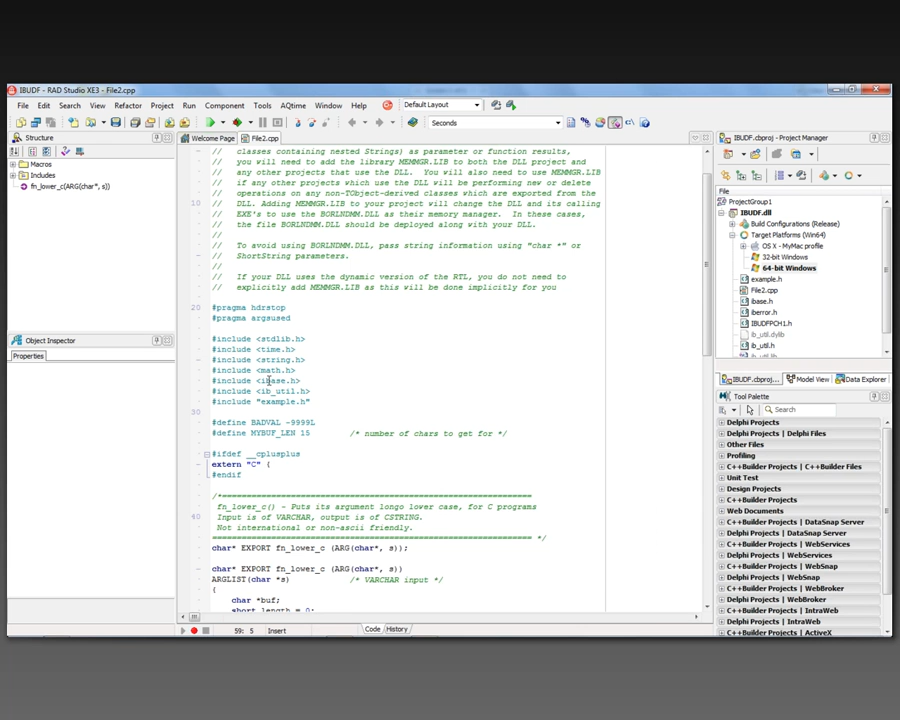 IBUDF - RAD Studio XE3 - File2.cpp
File Edit Search View Refactor Project Run Component Tools AQtime Window Help Default Layout
Seconds
Structure
Macros
Includes
fn_lower_c(ARG(char*, s))
Object Inspector
Properties
Welcome Page File2.cpp
// classes containing nested Strings) as parameter or function results,
// you will need to add the library MEMMGR.LIB to both the DLL project and
// any other projects that use the DLL. You will also need to use MEMMGR.LIB
// if any other projects which use the DLL will be performing new or delete
// operations on any non-TObject-derived classes which are exported from the
10 // DLL. Adding MEMMGR.LIB to your project will change the DLL and its calling
// EXE's to use the BORLNDMM.DLL as their memory manager. In these cases,
// the file BORLNDMM.DLL should be deployed along with your DLL.
//
// To avoid using BORLNDMM.DLL, pass string information using "char *" or
// ShortString parameters.
//
// If your DLL uses the dynamic version of the RTL, you do not need to
// explicitly add MEMMGR.LIB as this will be done implicitly for you
20 #pragma hdrstop
#pragma argsused
#include <stdlib.h>
#include <time.h>
#include <string.h>
#include <math.h>
#include <ibase.h>
#include <ib_util.h>
#include "example.h"
30
#define BADVAL -9999L
#define MYBUF_LEN 15 /* number of chars to get for */
#ifdef __cplusplus
extern "C" {
#endif
/*===========================================================
40 fn_lower_c() - Puts its argument longo lower case, for C programs
Input is of VARCHAR, output is of CSTRING.
Not international or non-ascii friendly.
=========================================================== */
char* EXPORT fn_lower_c (ARG(char*, s));
char* EXPORT fn_lower_c (ARG(char*, s))
ARGLIST(char *s) /* VARCHAR input */
{
char *buf;
short length = 0;
59: 5 Insert Code History
IBUDF.cbproj - Project Manager
File
ProjectGroup1
IBUDF.dll
Build Configurations (Release)
Target Platforms (Win64)
OS X - MyMac profile
32-bit Windows
64-bit Windows
example.h
File2.cpp
ibase.h
iberror.h
IBUDFPCH1.h
ib_util.dylib
ib_util.h
ib_util.lib
IBUDF.cbproj... Model View Data Explorer
Tool Palette
Search
Delphi Projects
Delphi Projects | Delphi Files
Other Files
Profiling
C++Builder Projects | C++Builder Files
Unit Test
Design Projects
C++Builder Projects
Web Documents
C++Builder Projects | DataSnap Server
Delphi Projects | DataSnap Server
C++Builder Projects | WebServices
Delphi Projects | WebServices
C++Builder Projects | WebSnap
Delphi Projects | WebSnap
C++Builder Projects | WebBroker
Delphi Projects | WebBroker
C++Builder Projects | IntraWeb
Delphi Projects | IntraWeb
C++Builder Projects | ActiveX